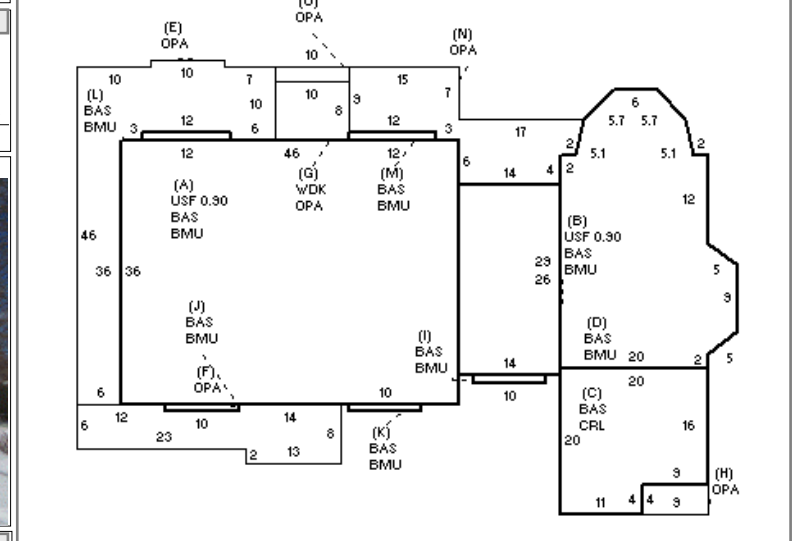 (O)
OPA
(E)
OPA
(N)
OPA
10
10
10
7
15
(L)
BAS
BMU
10
10
8
9
7
6
5.7 5.7
3
12
6
12
3
17
2
2
12
46
12
6
14
4
2
5.1
5.1
(G)
WDK
OPA
(M)
BAS
BMU
(A)
USF 0.90
BAS
BMU
12
(B)
USF 0.90
BAS
BMU
46
36
36
29
26
5
9
(J)
BAS
BMU
(I)
BAS
BMU
(D)
BAS
BMU
20
2
5
(F)
OPA
14
20
6
10
10
(C)
BAS
CRL
6
12
10
14
8
23
2
13
(K)
BAS
BMU
20
16
9
(H)
OPA
11
4
4
9